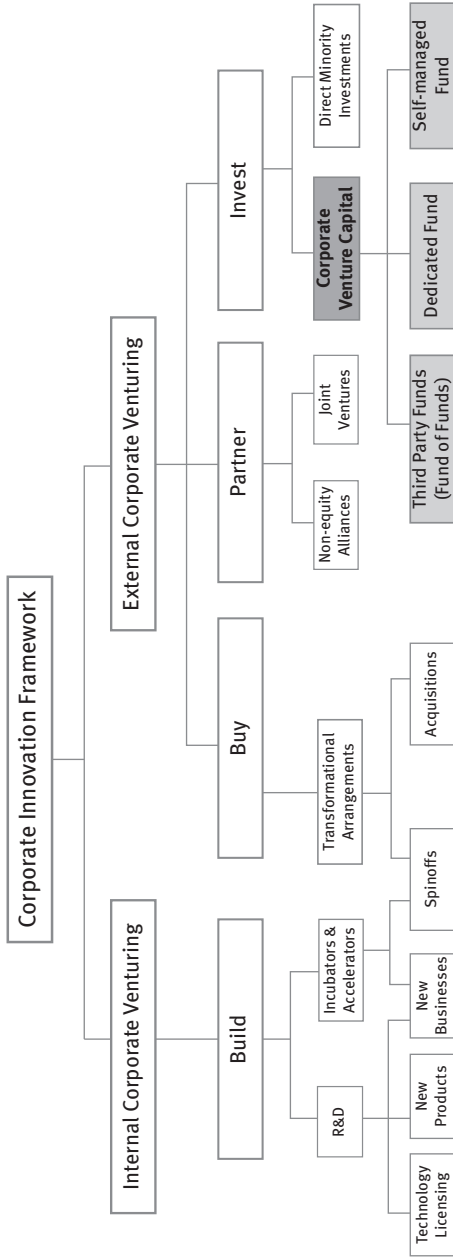 Corporate Innovation Framework
Internal Corporate Venturing
External Corporate Venturing
Build
Buy
Partner
Invest
R&D
Incubators &
Accelerators
Transformational
Arrangements
Non-equity
Alliances
Joint
Ventures
Corporate
Venture Capital
Direct Minority
Investments
Technology
Licensing
New
Products
New
Businesses
Spinoffs
Acquisitions
Third Party Funds
(Fund of Funds)
Dedicated Fund
Self-managed
Fund